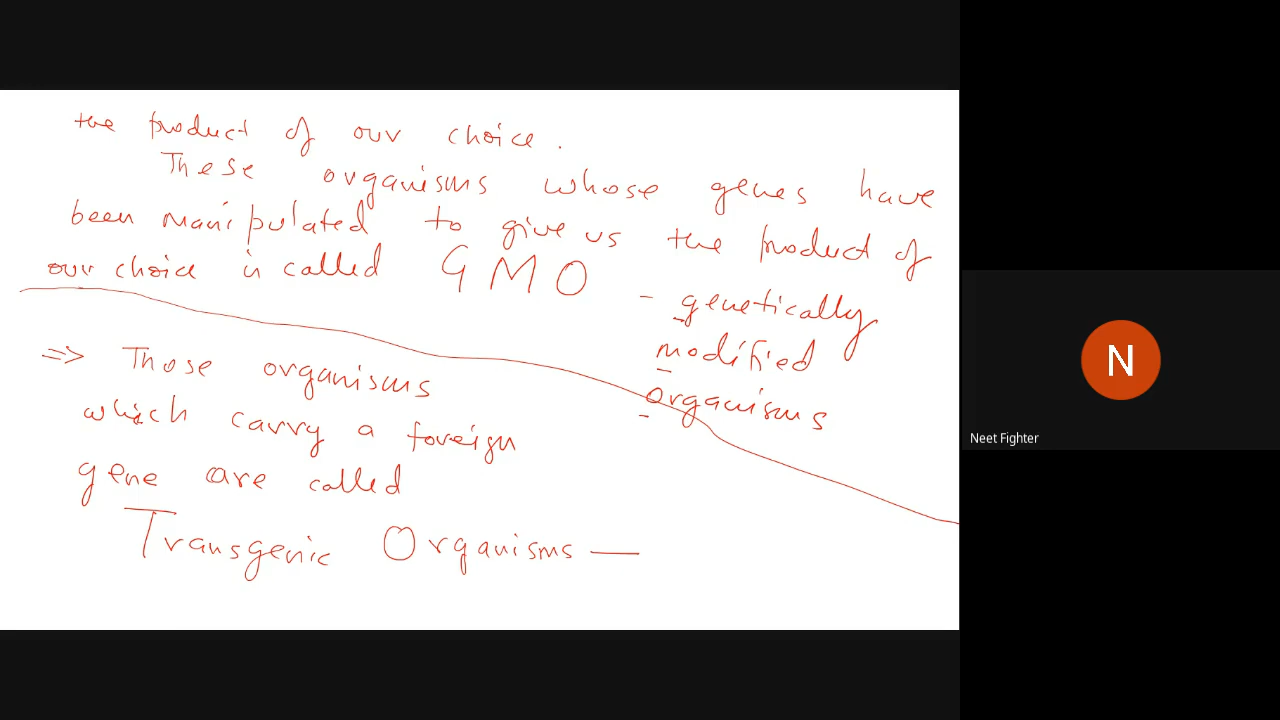 the product of our choice.
These organisms whose genes have
been manipulated to give us the product of
our choice is called GMO
- genetically
modified
organisms
=> Those organisms
which carry a foreign
gene are called
Transgenic Organisms —
N
Neet Fighter